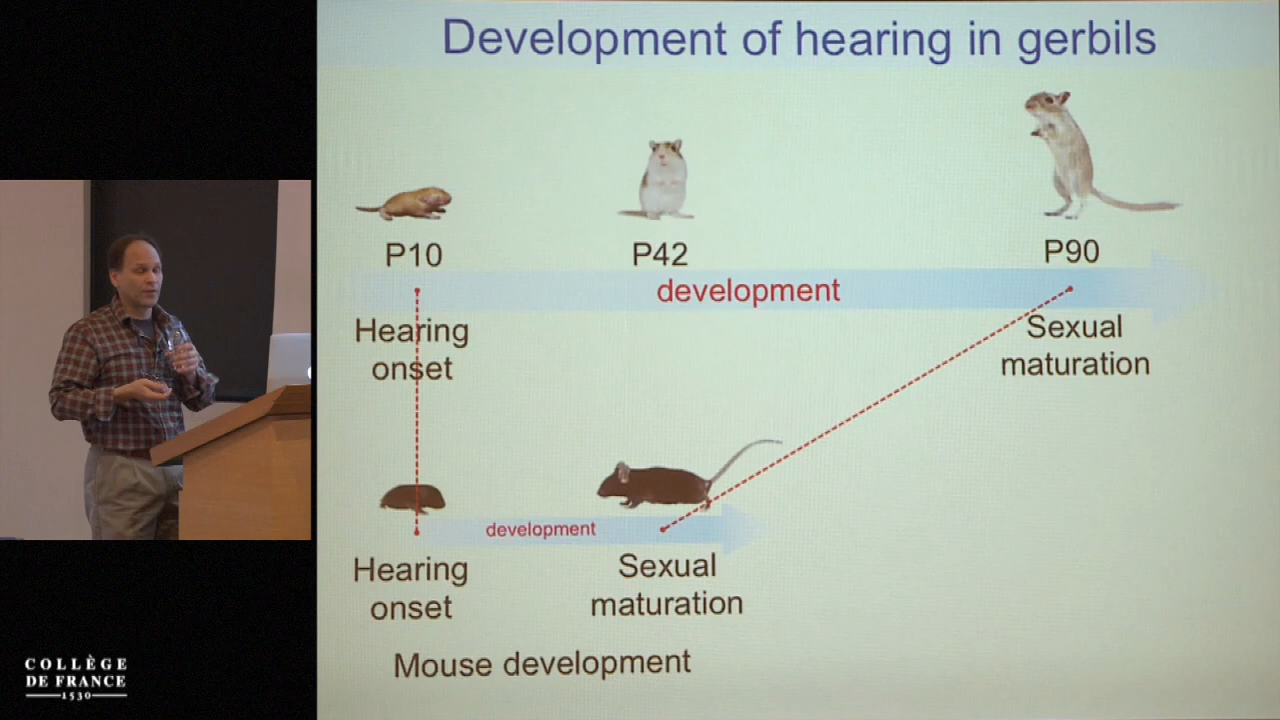 Development of hearing in gerbils
P10
P42
P90
development
Hearing
onset
Sexual
maturation
development
Hearing
onset
Sexual
maturation
Mouse development
COLLÈGE
DE FRANCE
1530